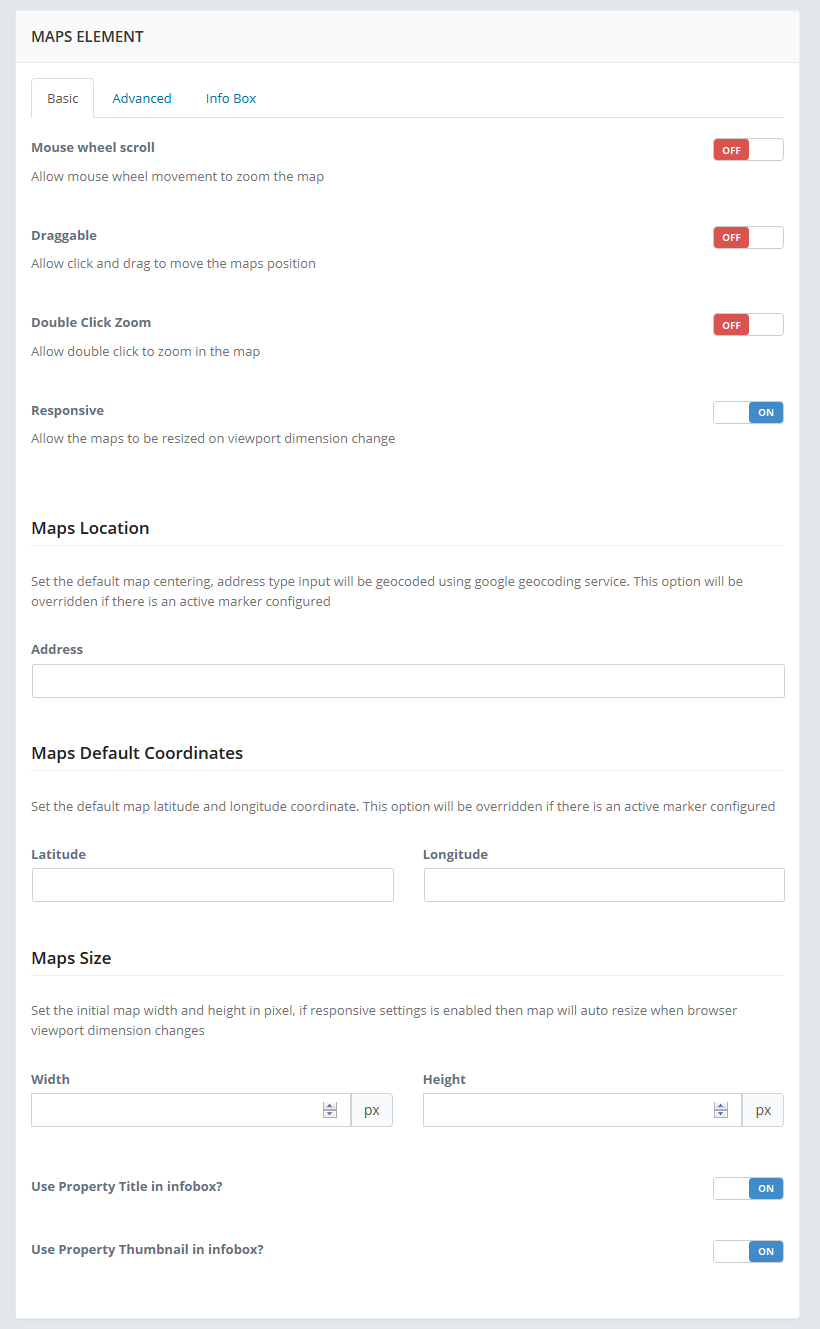 MAPS ELEMENT
Basic Advanced Info Box
Mouse wheel scroll OFF
Allow mouse wheel movement to zoom the map
Draggable OFF
Allow click and drag to move the maps position
Double Click Zoom OFF
Allow double click to zoom in the map
Responsive ON
Allow the maps to be resized on viewport dimension change
Maps Location
Set the default map centering, address type input will be geocoded using google geocoding service. This option will be
overridden if there is an active marker configured
Address
Maps Default Coordinates
Set the default map latitude and longitude coordinate. This option will be overridden if there is an active marker configured
Latitude Longitude
Maps Size
Set the initial map width and height in pixel, if responsive settings is enabled then map will auto resize when browser
viewport dimension changes
Width Height
px px
Use Property Title in infobox? ON
Use Property Thumbnail in infobox? ON